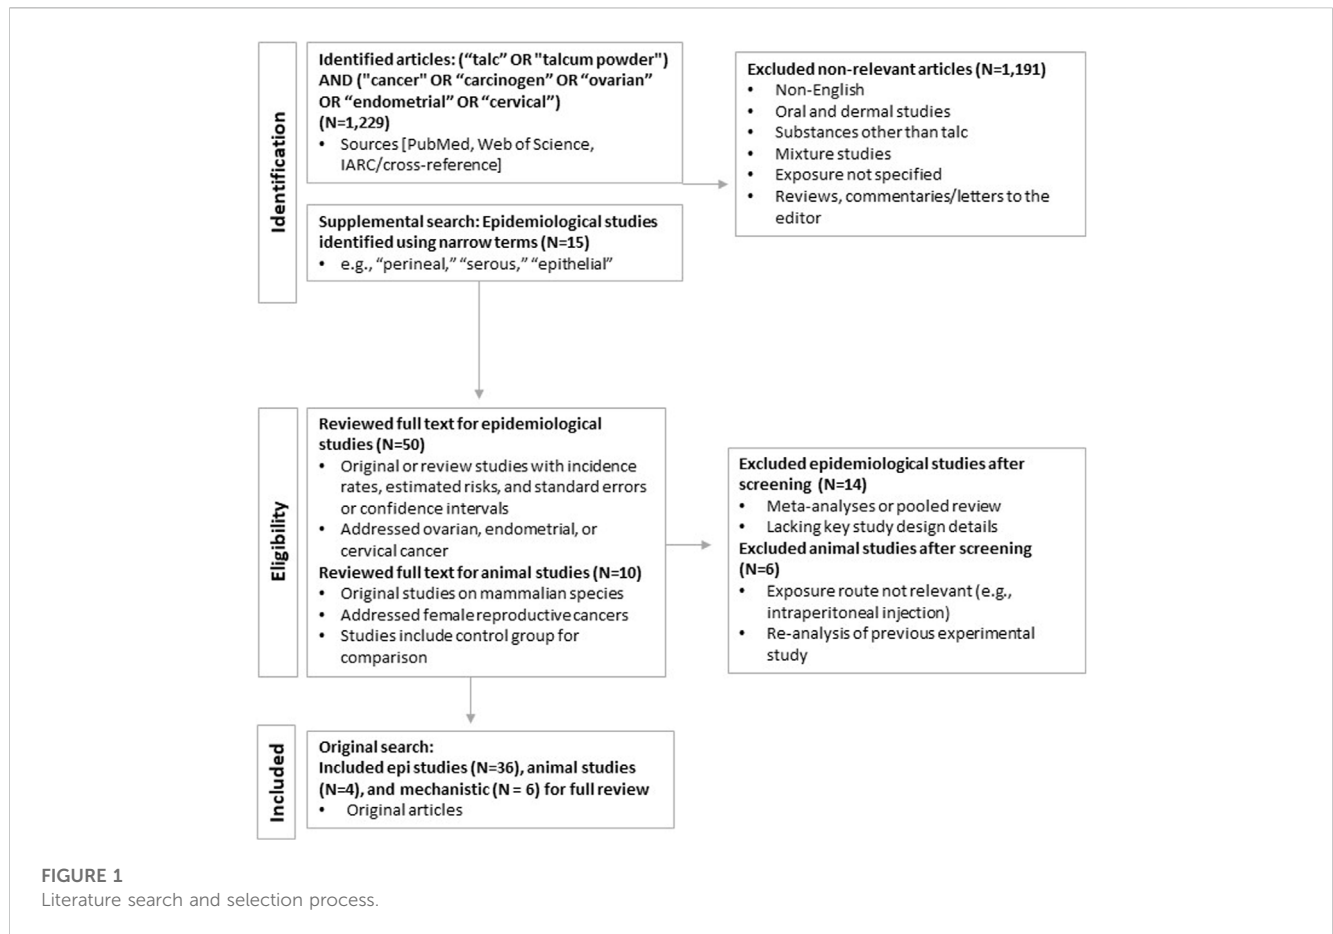 Identification
Identified articles: (“talc” OR "talcum powder")
AND ("cancer" OR “carcinogen” OR “ovarian”
OR “endometrial” OR “cervical”)
(N=1,229)
• Sources [PubMed, Web of Science,
IARC/cross-reference]
Supplemental search: Epidemiological studies
identified using narrow terms (N=15)
• e.g., “perineal,” “serous,” “epithelial”
Excluded non-relevant articles (N=1,191)
• Non-English
• Oral and dermal studies
• Substances other than talc
• Mixture studies
• Exposure not specified
• Reviews, commentaries/letters to the
editor
Eligibility
Reviewed full text for epidemiological
studies (N=50)
• Original or review studies with incidence
rates, estimated risks, and standard errors
or confidence intervals
• Addressed ovarian, endometrial, or
cervical cancer
Reviewed full text for animal studies (N=10)
• Original studies on mammalian species
• Addressed female reproductive cancers
• Studies include control group for
comparison
Excluded epidemiological studies after
screening (N=14)
• Meta-analyses or pooled review
• Lacking key study design details
Excluded animal studies after screening
(N=6)
• Exposure route not relevant (e.g.,
intraperitoneal injection)
• Re-analysis of previous experimental
study
Included
Original search:
Included epi studies (N=36), animal studies
(N=4), and mechanistic (N = 6) for full review
• Original articles
FIGURE 1
Literature search and selection process.